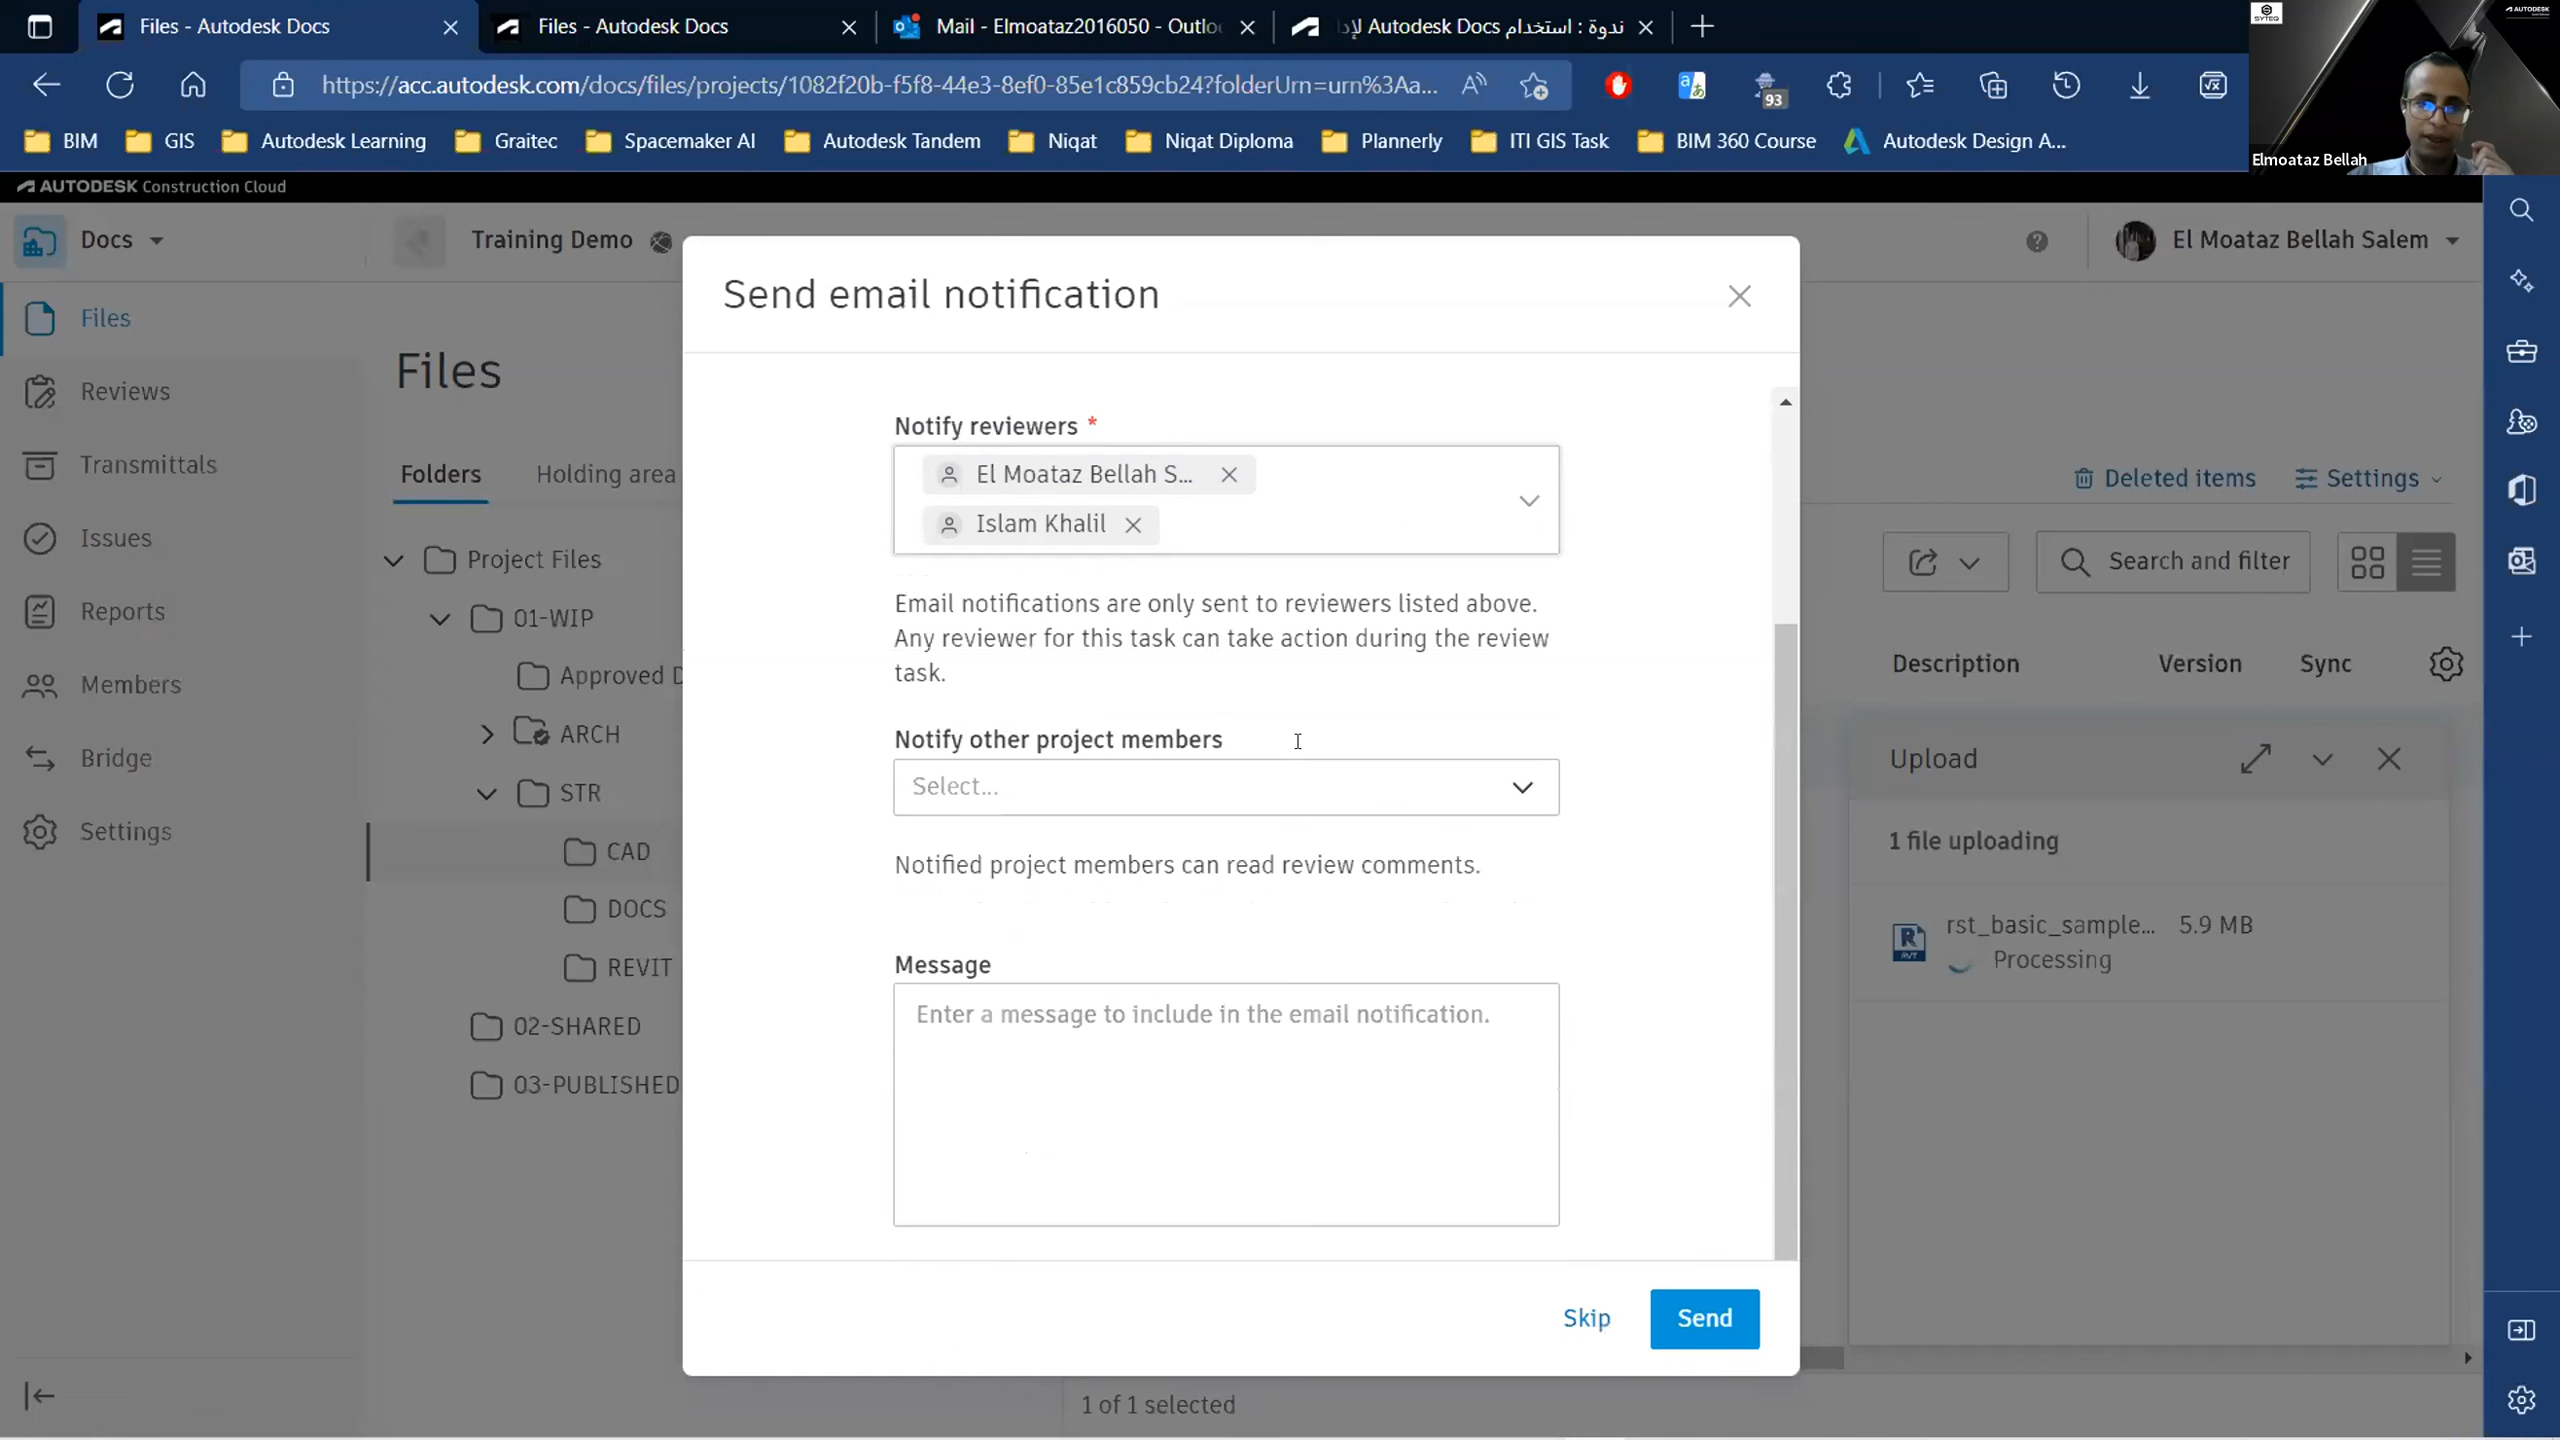 Files - Autodesk Docs
Files - Autodesk Docs
Mail - Elmoataz2016050 - Outlo
ندوة : استخدام Autodesk Docs لإدا
SYTEQ
AUTODESK
https://acc.autodesk.com/docs/files/projects/1082f20b-f5f8-44e3-8ef0-85e1c859cb24?folderUrn=urn%3Aa...
93
BIM
GIS
Autodesk Learning
Graitec
Spacemaker AI
Autodesk Tandem
Niqat
Niqat Diploma
Plannerly
ITI GIS Task
BIM 360 Course
Autodesk Design A...
Elmoataz Bellah
AUTODESK Construction Cloud
Docs
Training Demo
El Moataz Bellah Salem
Files
Reviews
Transmittals
Issues
Reports
Members
Bridge
Settings
Files
Folders
Holding area
Deleted items
Settings
Search and filter
Project Files
01-WIP
Approved D
ARCH
STR
CAD
DOCS
REVIT
02-SHARED
03-PUBLISHED
Description
Version
Sync
Send email notification
Notify reviewers *
El Moataz Bellah S...
Islam Khalil
Email notifications are only sent to reviewers listed above.
Any reviewer for this task can take action during the review
task.
Notify other project members
Select...
Notified project members can read review comments.
Message
Enter a message to include in the email notification.
Skip
Send
Upload
1 file uploading
rst_basic_sample...
5.9 MB
RVT
Processing
1 of 1 selected